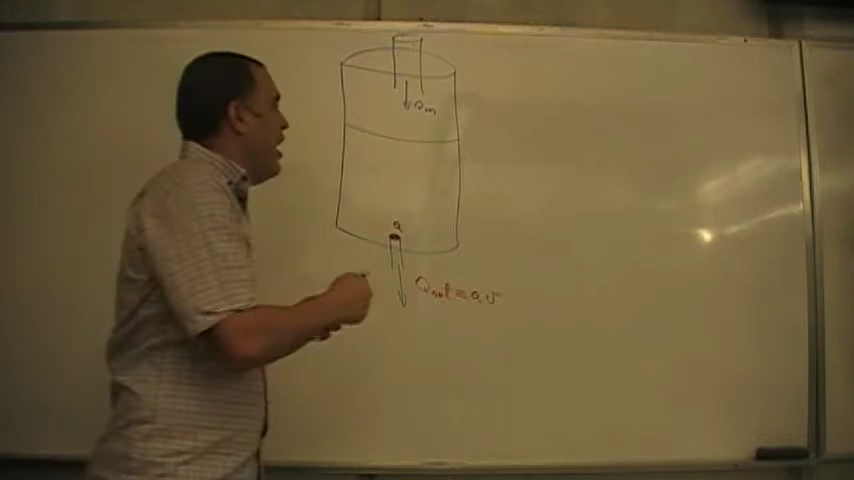 Qin
a
Qout = a v